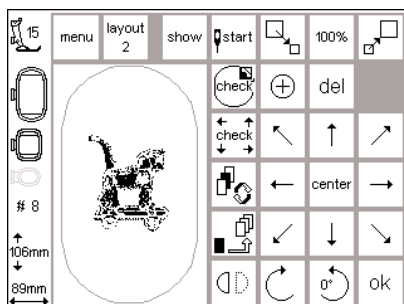 15
menu
layout
2
show
start
100%
check
del
check
center
# 8
106mm
89mm
0°
ok